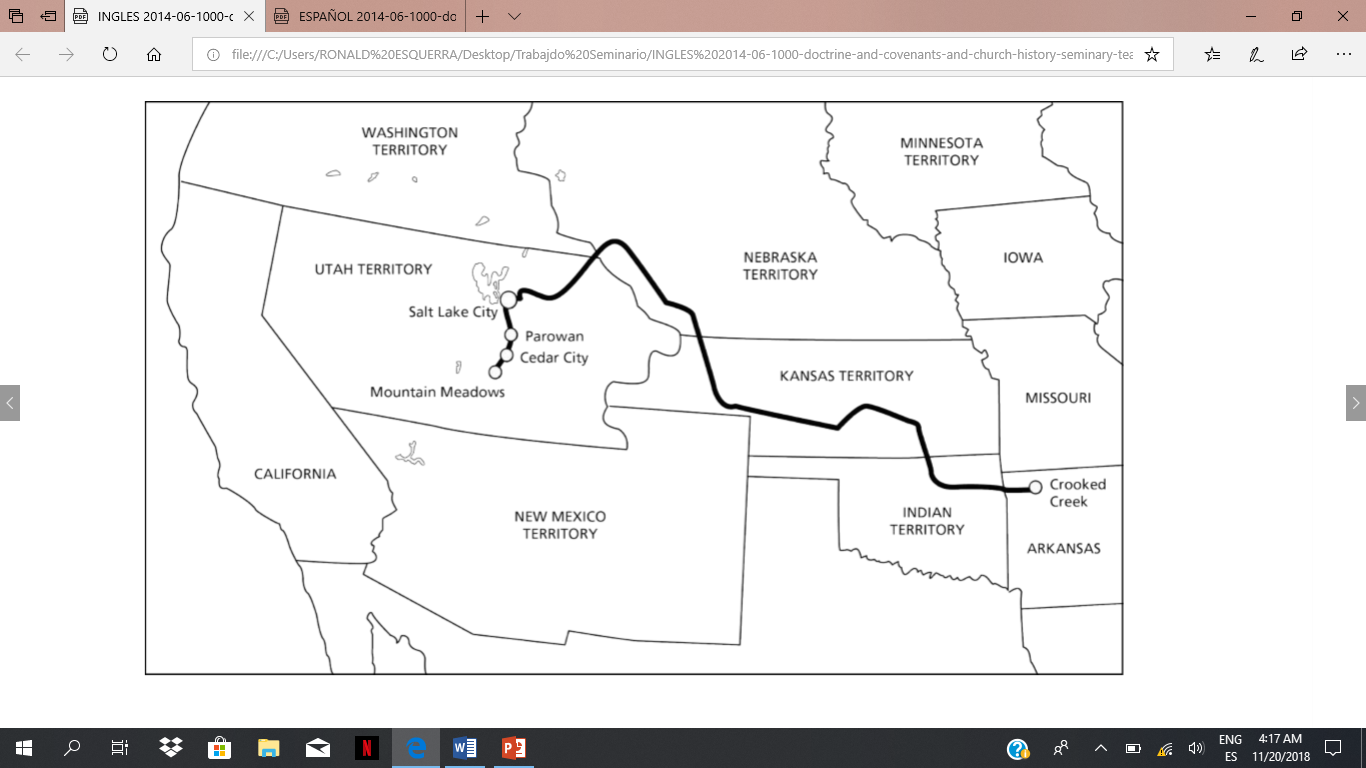 INGLES 2014-06-1000-c
ESPAÑOL 2014-06-1000-do
file:///C:/Users/RONALD%20ESQUERRA/Desktop/Trabajdo%20Seminario/INGLES%202014-06-1000-doctrine-and-covenants-and-church-history-seminary-tea
WASHINGTON
TERRITORY
MINNESOTA
TERRITORY
NEBRASKA
TERRITORY
IOWA
UTAH TERRITORY
Salt Lake City
Parowan
Cedar City
Mountain Meadows
KANSAS TERRITORY
MISSOURI
CALIFORNIA
Crooked
Creek
NEW MEXICO
TERRITORY
INDIAN
TERRITORY
ARKANSAS
ENG
ES
4:17 AM
11/20/2018